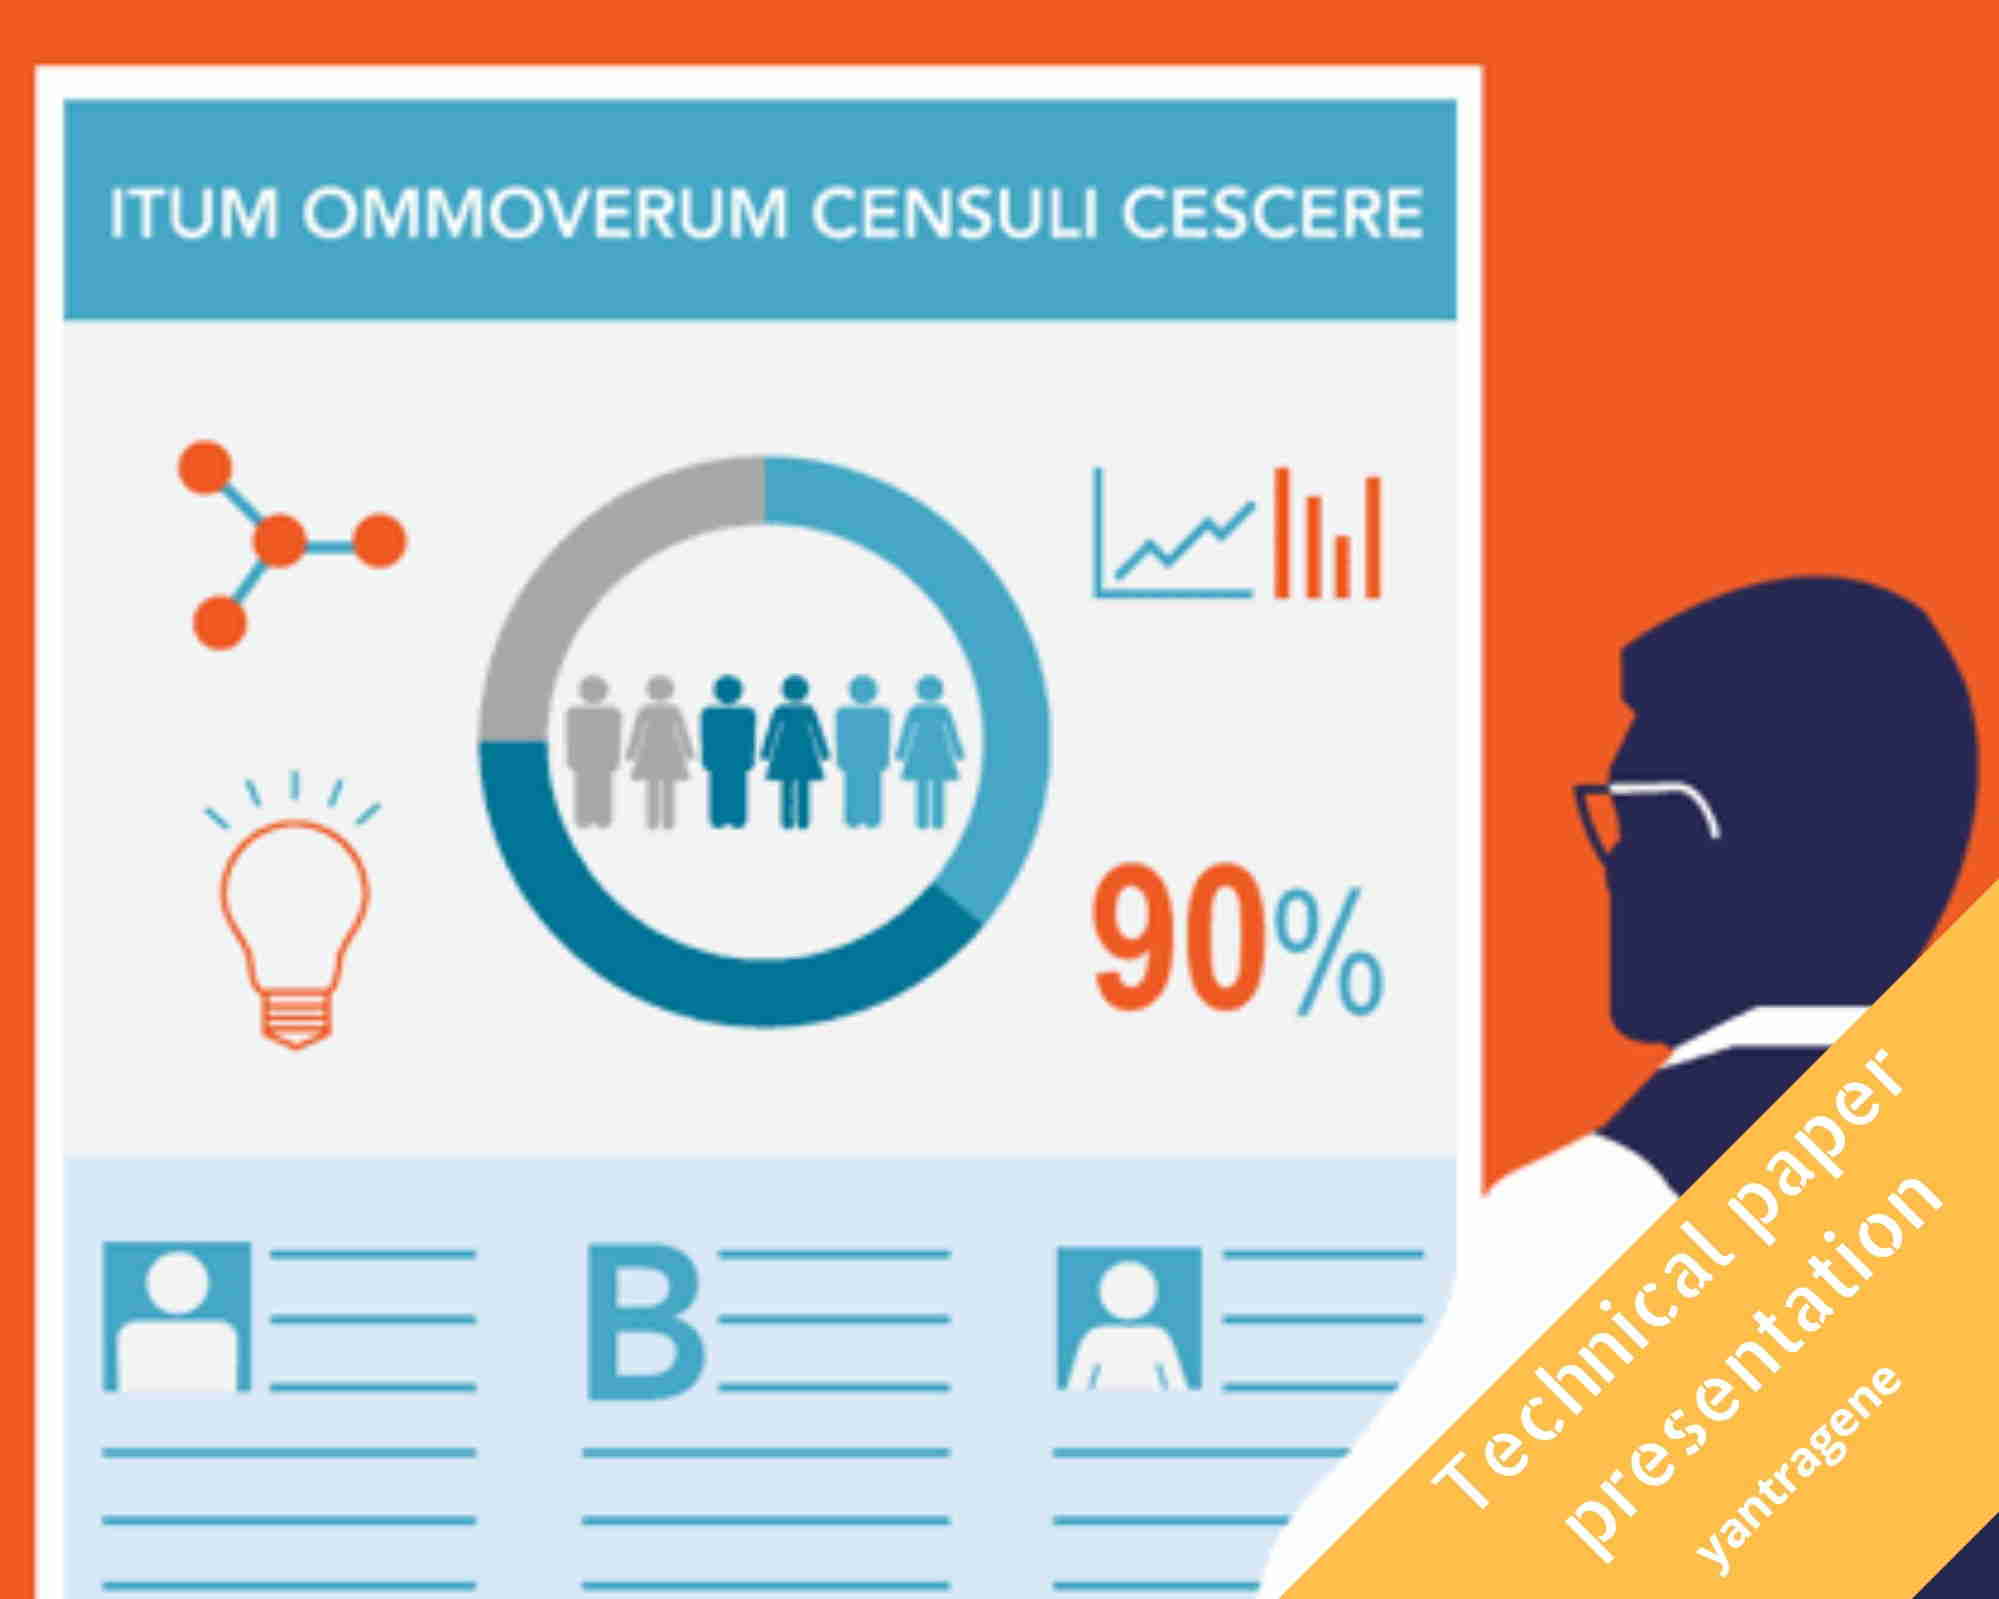 ITUM OMMOVERUM CENSULI CESCERE
90%
B
Technical paper
presentation
yantragene